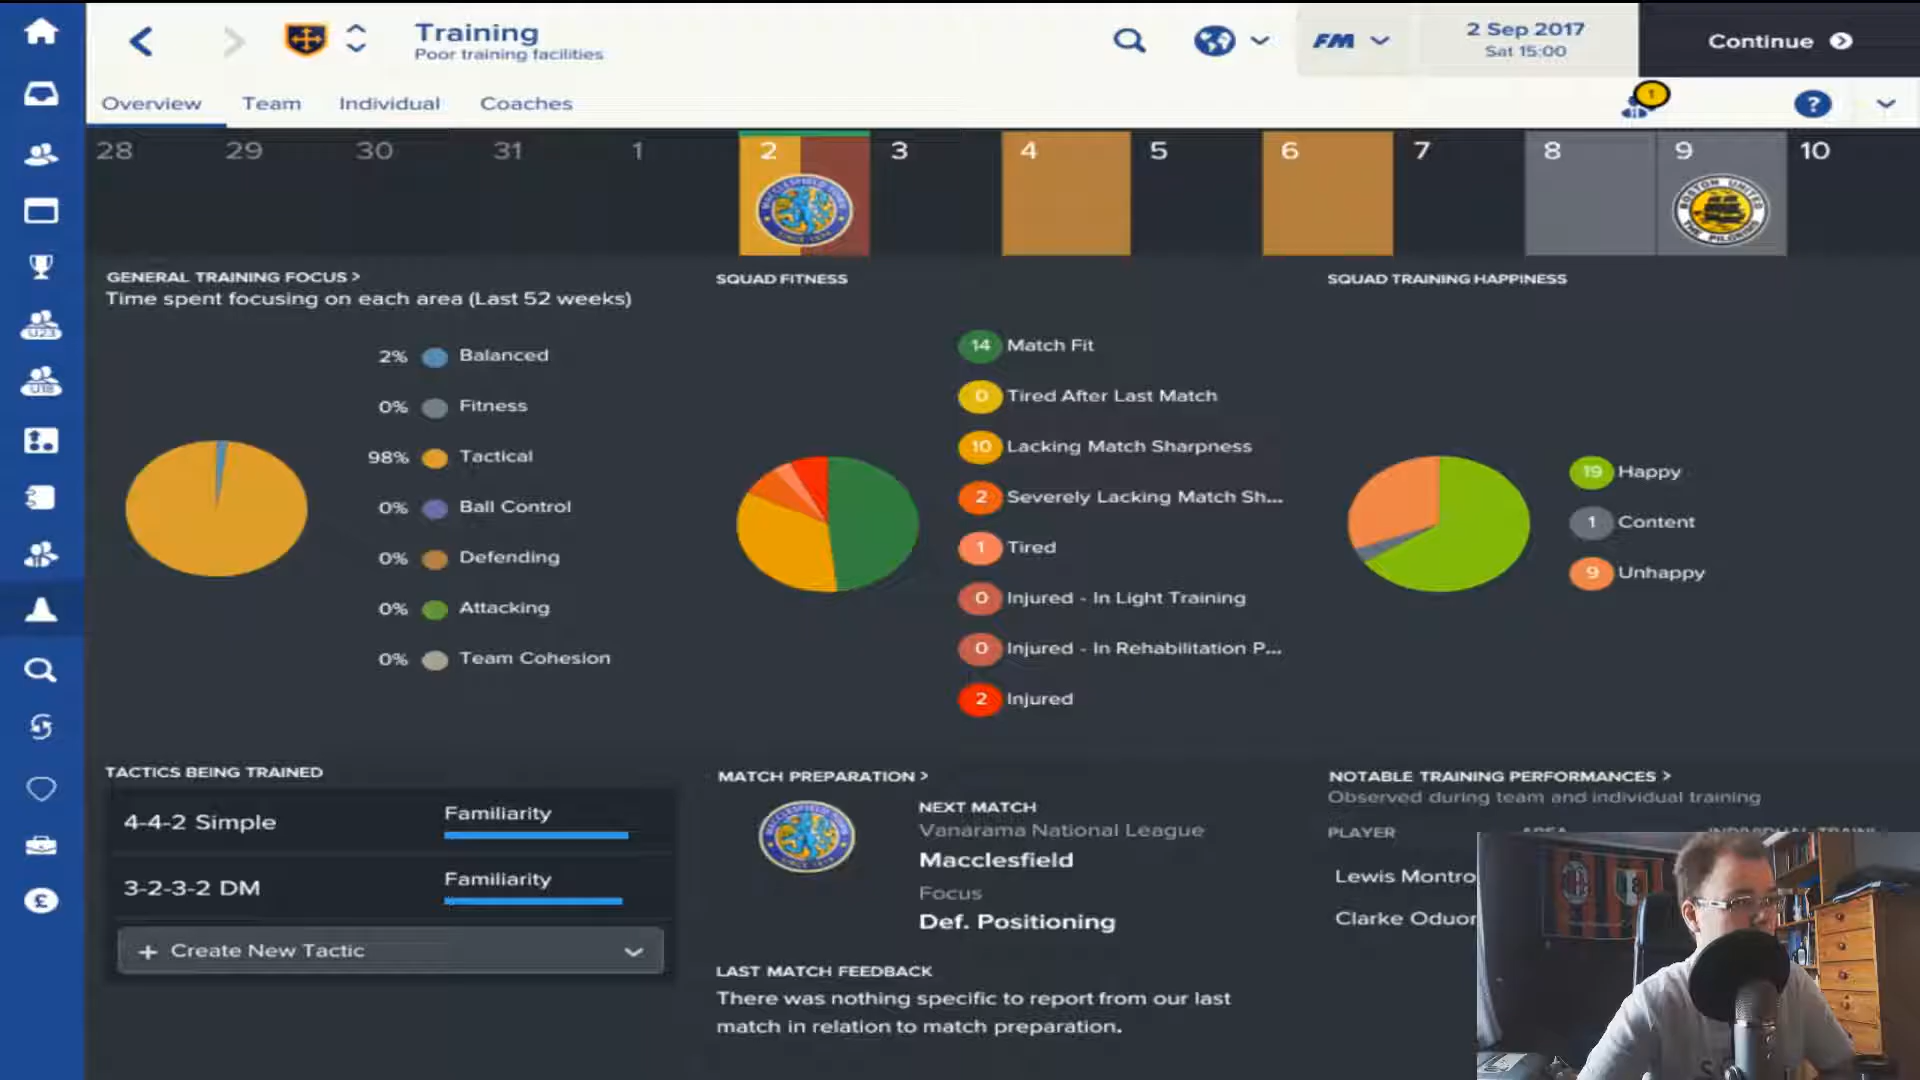 Training
Poor training facilities
FM
2 Sep 2017
Sat 15:00
Continue
Overview
Team
Individual
Coaches
1
?
28
29
30
31
1
2
3
4
5
6
7
8
9
10
BOSTON UNITED
THE PILGRIMS
U23
U18
GENERAL TRAINING FOCUS >
Time spent focusing on each area (Last 52 weeks)
2% Balanced
0% Fitness
98% Tactical
0% Ball Control
0% Defending
0% Attacking
0% Team Cohesion
SQUAD FITNESS
14 Match Fit
0 Tired After Last Match
10 Lacking Match Sharpness
2 Severely Lacking Match Sh...
1 Tired
0 Injured - In Light Training
0 Injured - In Rehabilitation P...
2 Injured
SQUAD TRAINING HAPPINESS
19 Happy
1 Content
9 Unhappy
TACTICS BEING TRAINED
4-4-2 Simple
Familiarity
3-2-3-2 DM
Familiarity
+ Create New Tactic
MATCH PREPARATION >
NEXT MATCH
Vanarama National League
Macclesfield
Focus
Def. Positioning
LAST MATCH FEEDBACK
There was nothing specific to report from our last
match in relation to match preparation.
NOTABLE TRAINING PERFORMANCES >
Observed during team and individual training
PLAYER
Lewis Montro
Clarke Oduor